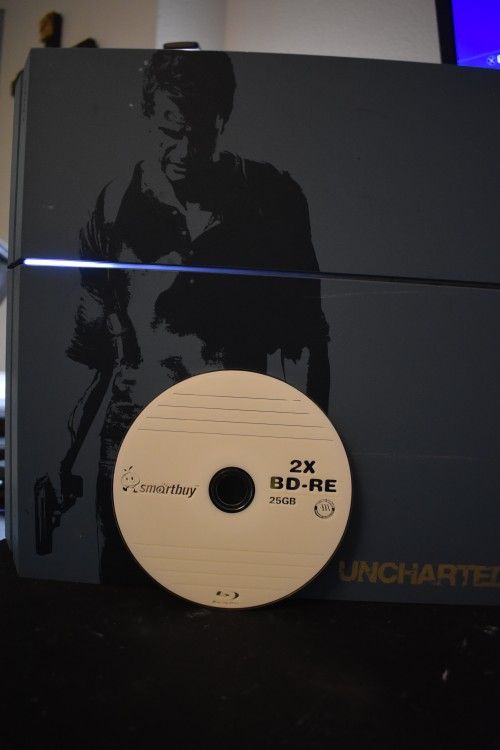 smartbuy
2X
BD-RE
25GB
UNCHARTED